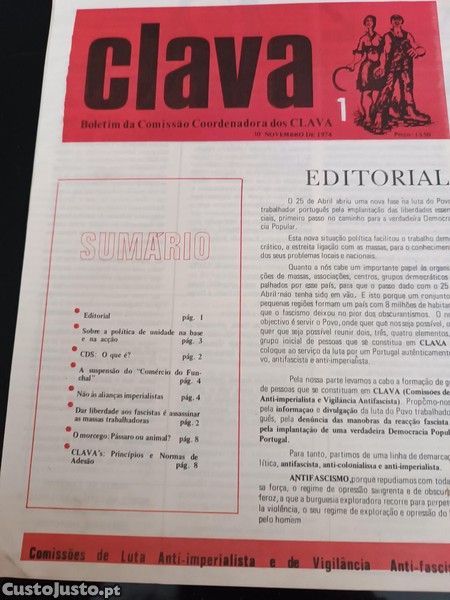 clava
1
Boletim da Comissão Coordenadora dos CLAVA
NOVEMBRO DE 1974
Preço:
SUMÁRIO
Editorial pág. 1
Sobre a política de unidade na base
e na acção pág. 3
CDS: O que é? pág. 2
A suspensão do "Comércio do Fun-
chal" pág. 4
Não às alianças imperialistas pág. 4
Dar liberdade aos fascistas é assassinar
as massas trabalhadoras pág. 2
O morcego: Pássaro ou animal? pág. 8
CLAVA's: Princípios e Normas de
Adesão pág. 8
EDITORIAL
O 25 de Abril abriu uma nova fase na luta do Povo
trabalhador português pela implantação das liberdades essen
ciais, primeiro passo no caminho para a verdadeira Democra
cia Popular.
Esta nova situação política facilitou o trabalho demo
crático, a estreita ligação com as massas, para o conhecimen
dos seus problemas locais e nacionais.
Quanto a nós cabe um importante papel às organi
ções de massas, associações, centros, grupos democráticos
palhados por esse país, para que o passo dado com o 25
Abril não tenha sido em vão. E isto porque um conjunto
pequenas regiões formam um país com 8 milhões de habitan
que o fascismo deixou no pior dos obscurantismos. O n
objectivo é servir o Povo, onde quer que nos seja possível, o
quer que seja possível reunir dois, três, quatro elementos,
grupo inicial de pessoas que se constituam em CLAVA
coloque ao serviço da luta por um Portugal autênticament
vo, antifascista e anti-imperialista.
Pela nossa parte levamos a cabo a formação de g
de pessoas que se constituam em CLAVA (Comissões de
Anti-imperialista e Vigilância Antifascista). Propomo-nos
pela informação e divulgação da luta do Povo trabalhado
guês, pela denúncia das manobras da reacção fascista,
pela implantação de uma verdadeira Democracia Popul
Portugal.
Para tanto, partimos de uma linha de demarcaç
lítica, antifascista, anti-colonialista e anti-imperialista.
ANTIFASCISMO, porque repudiamos com toda
sa força, o regime de opressão sangrenta e de obscur
feroz, a que a burguesia exploradora recorre para perpet
la violência, o seu regime de exploração e opressão do
pelo homem
Comissões de Luta Anti-imperialista e de Vigilância Anti-fasci
CustoJusto.pt